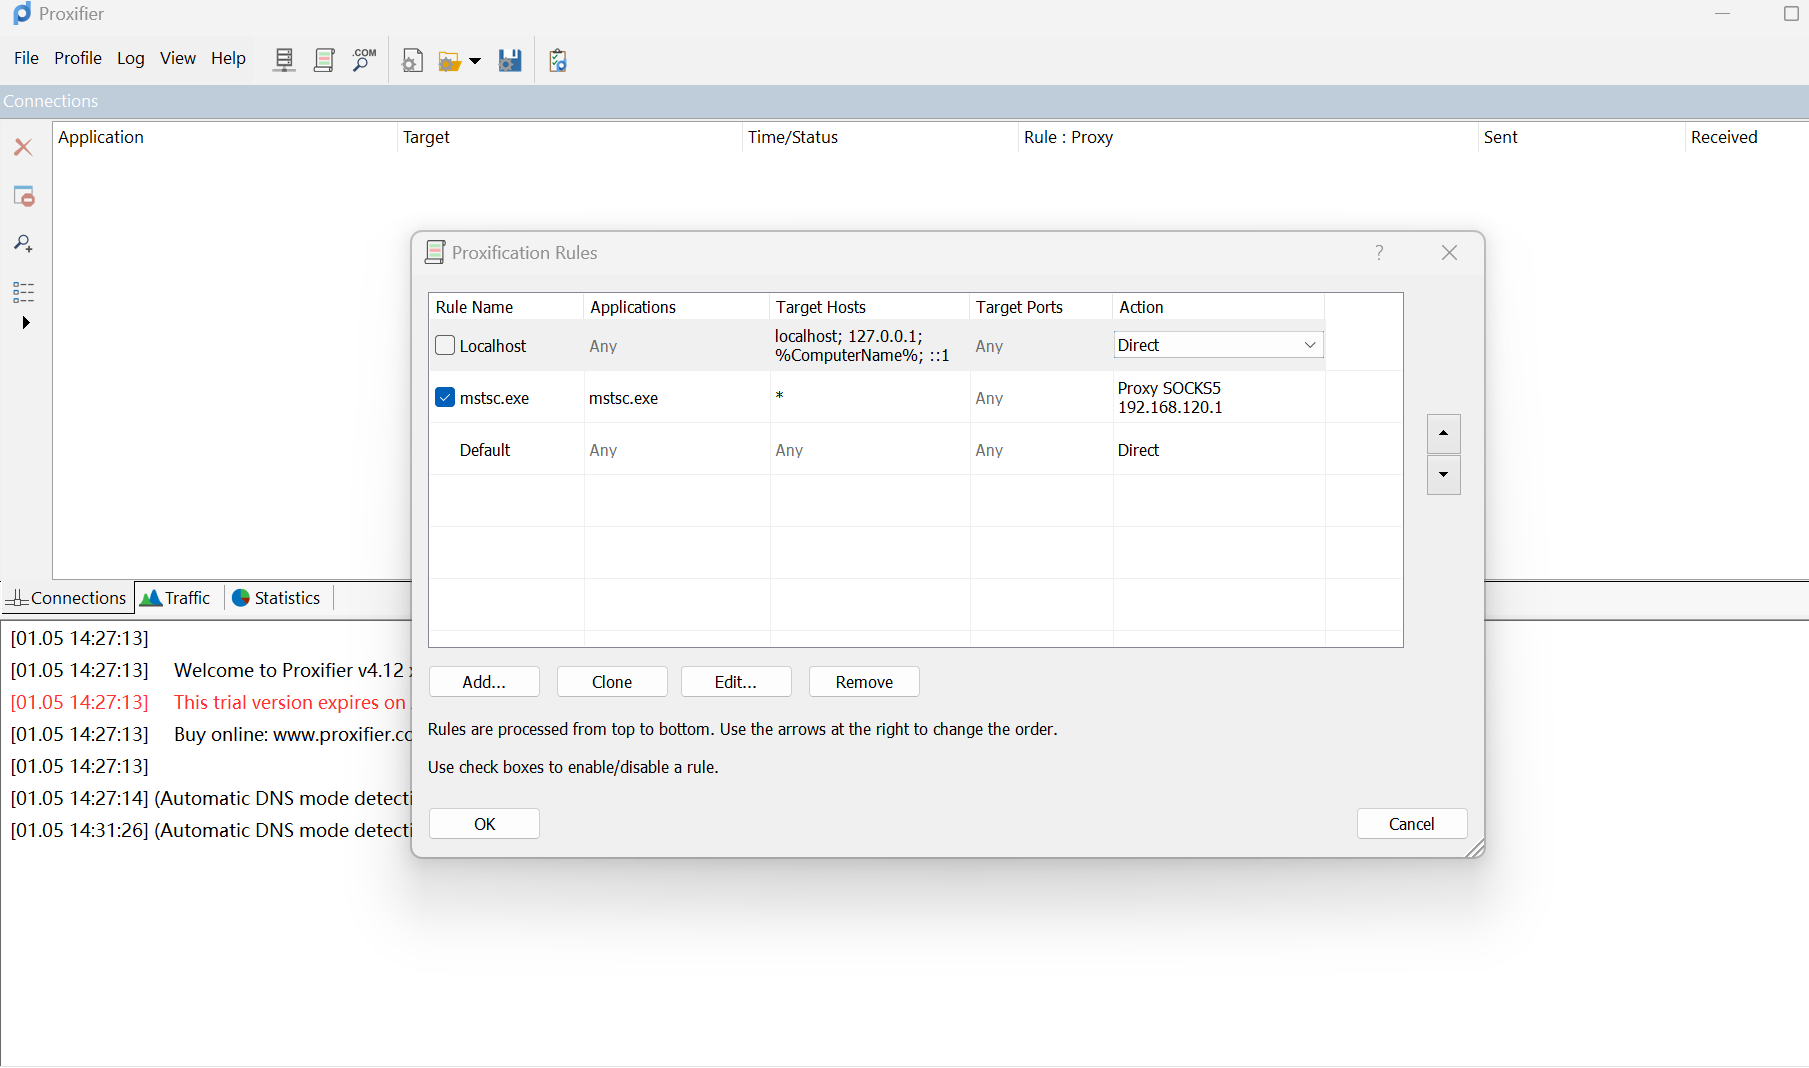 Proxifier
File Profile Log View Help .COM
Connections
Application Target Time/Status Rule : Proxy Sent Received
Proxification Rules ?
Rule Name Applications Target Hosts Target Ports Action
Localhost Any localhost; 127.0.0.1; %ComputerName%; ::1 Any Direct
mstsc.exe mstsc.exe * Any Proxy SOCKS5 192.168.120.1
Default Any Any Any Direct
Add... Clone Edit... Remove
Rules are processed from top to bottom. Use the arrows at the right to change the order.
Use check boxes to enable/disable a rule.
OK Cancel
Connections Traffic Statistics
[01.05 14:27:13]
[01.05 14:27:13] Welcome to Proxifier v4.12
[01.05 14:27:13] This trial version expires on
[01.05 14:27:13] Buy online: www.proxifier.co
[01.05 14:27:13]
[01.05 14:27:14] (Automatic DNS mode detecti
[01.05 14:31:26] (Automatic DNS mode detecti